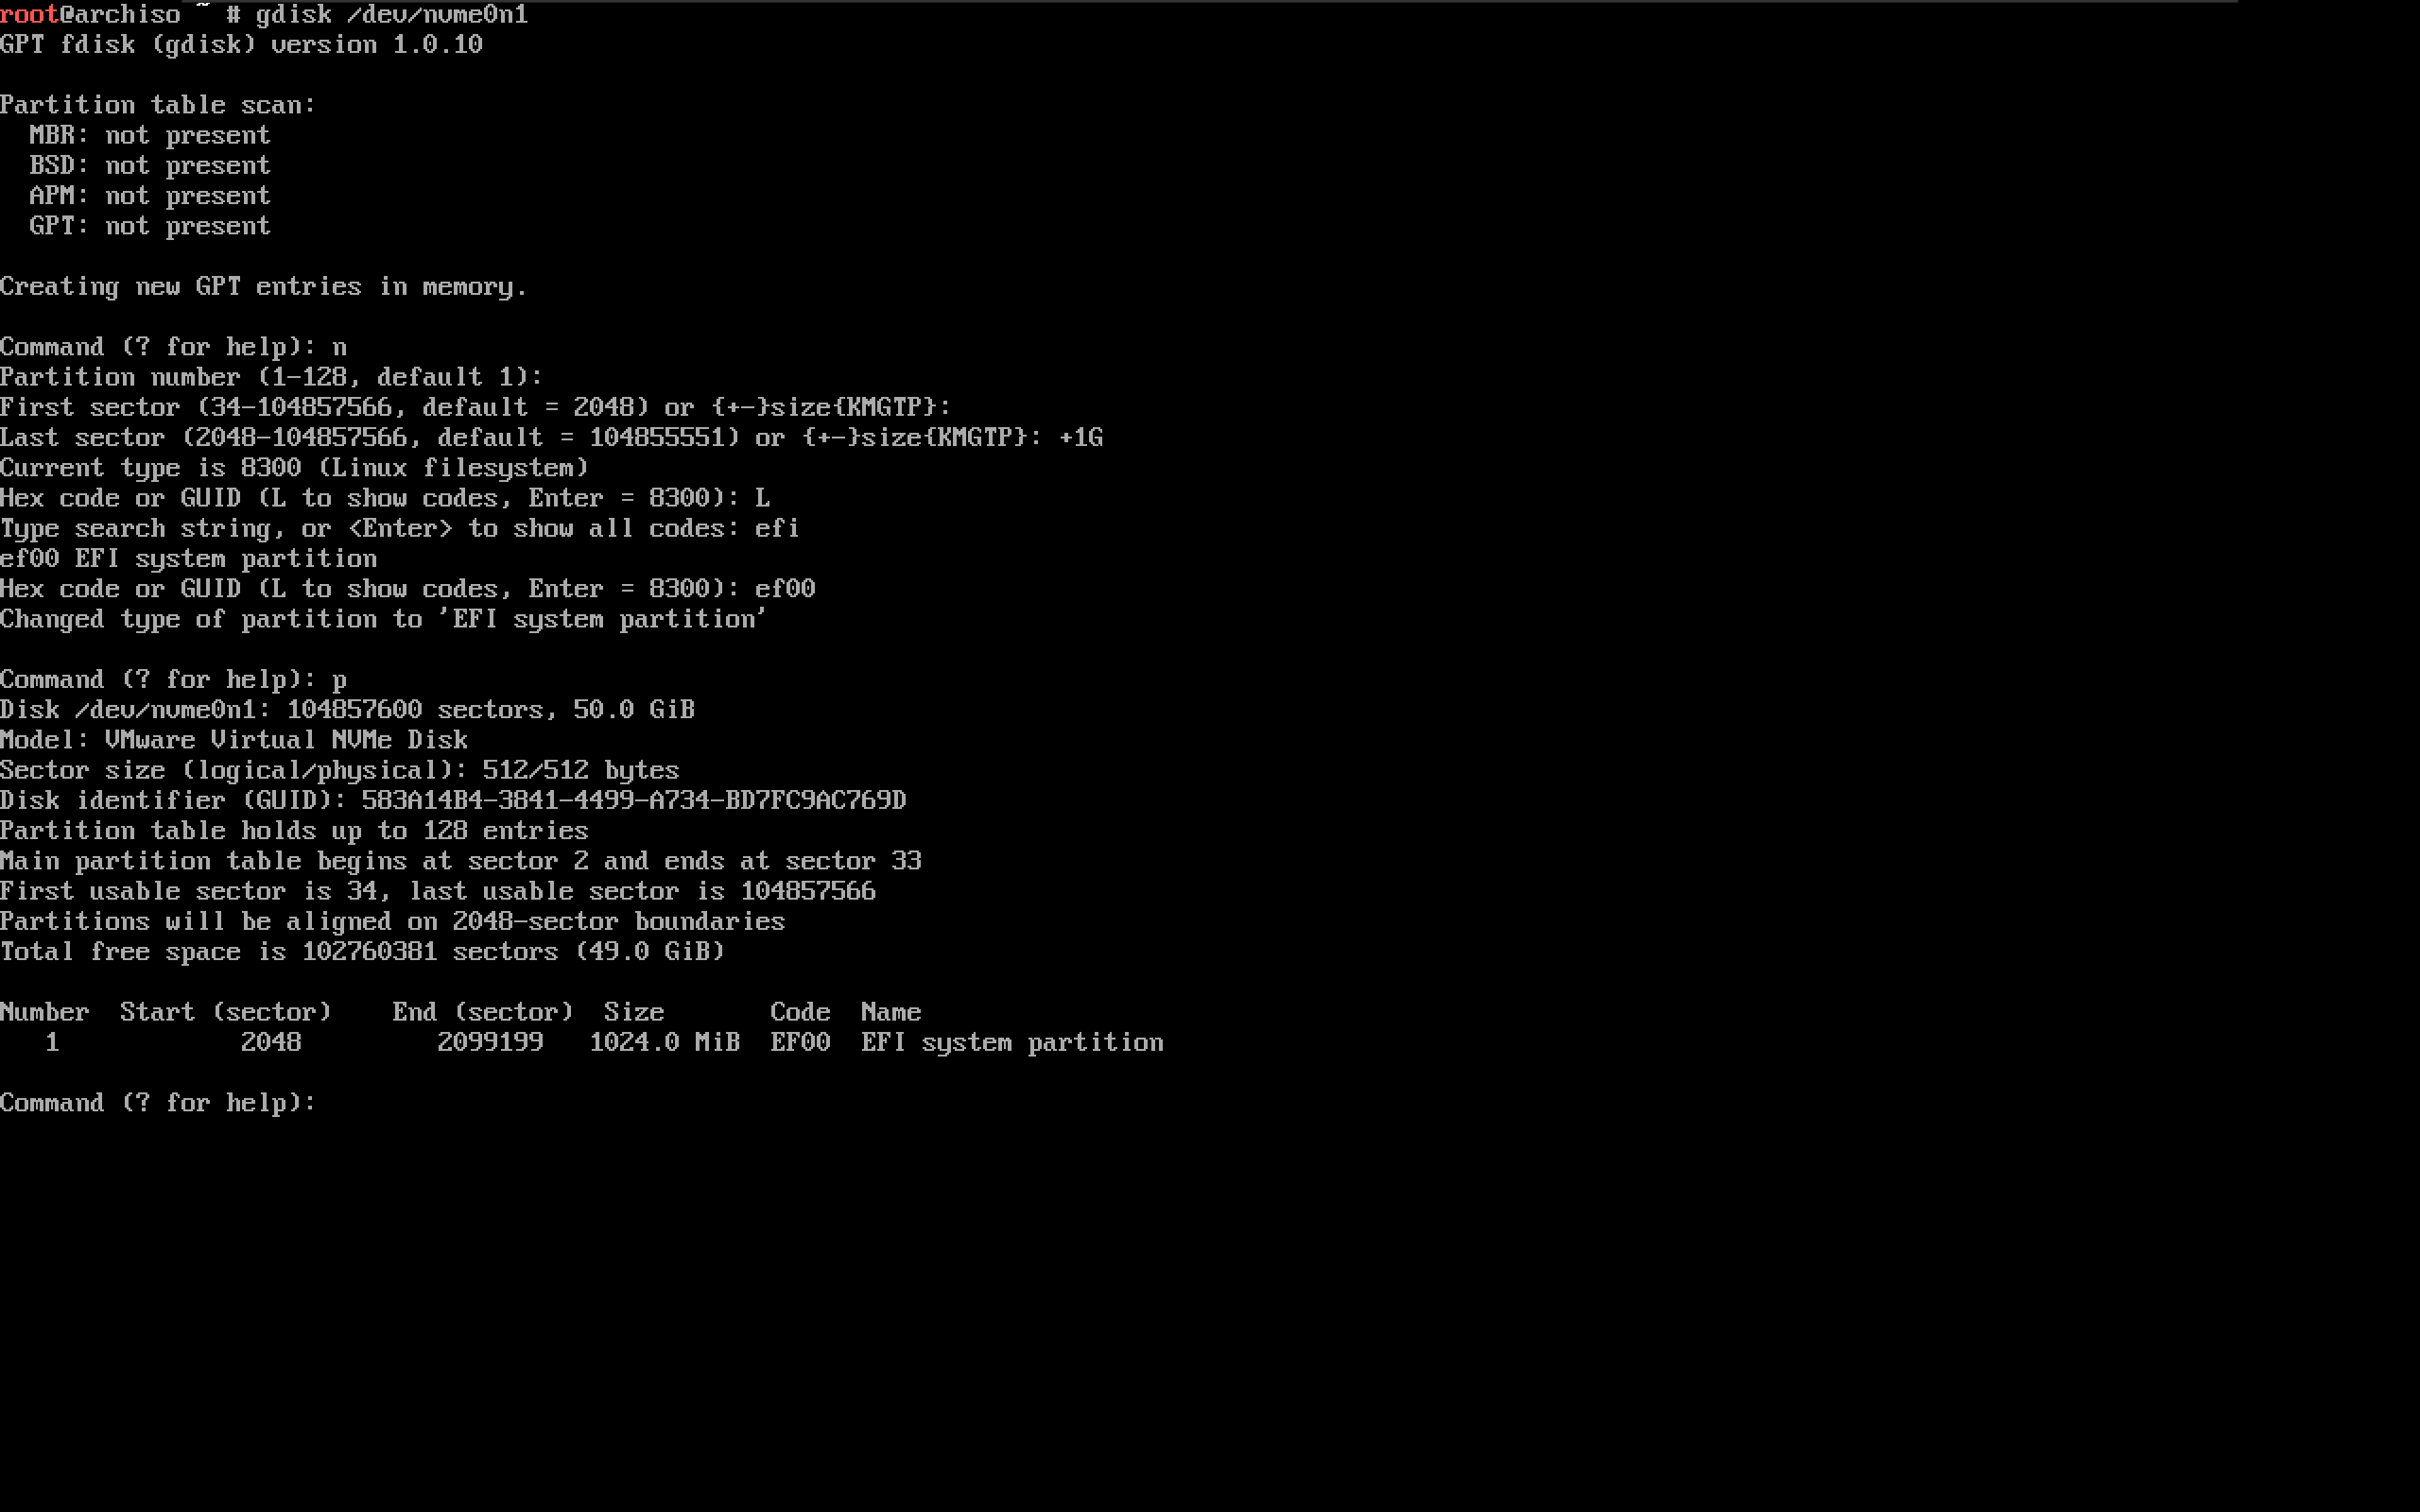 root@archiso ~ # gdisk /dev/nvme0n1
GPT fdisk (gdisk) version 1.0.10
Partition table scan:
  MBR: not present
  BSD: not present
  APM: not present
  GPT: not present
Creating new GPT entries in memory.
Command (? for help): n
Partition number (1-128, default 1):
First sector (34-104857566, default = 2048) or {+-}size{KMGTP}:
Last sector (2048-104857566, default = 104855551) or {+-}size{KMGTP}: +1G
Current type is 8300 (Linux filesystem)
Hex code or GUID (L to show codes, Enter = 8300): L
Type search string, or <Enter> to show all codes: efi
ef00 EFI system partition
Hex code or GUID (L to show codes, Enter = 8300): ef00
Changed type of partition to 'EFI system partition'
Command (? for help): p
Disk /dev/nvme0n1: 104857600 sectors, 50.0 GiB
Model: VMware Virtual NVMe Disk
Sector size (logical/physical): 512/512 bytes
Disk identifier (GUID): 583A14B4-3841-4499-A734-BD7FC9AC769D
Partition table holds up to 128 entries
Main partition table begins at sector 2 and ends at sector 33
First usable sector is 34, last usable sector is 104857566
Partitions will be aligned on 2048-sector boundaries
Total free space is 102760381 sectors (49.0 GiB)
Number  Start (sector)    End (sector)  Size       Code  Name
   1            2048         2099199   1024.0 MiB  EF00  EFI system partition
Command (? for help):